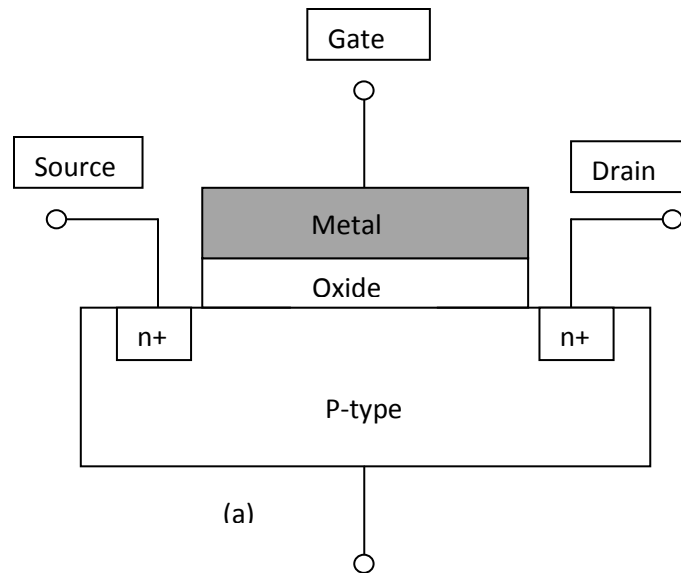 Gate
Source
Drain
Metal
Oxide
n+
n+
P-type
(a)